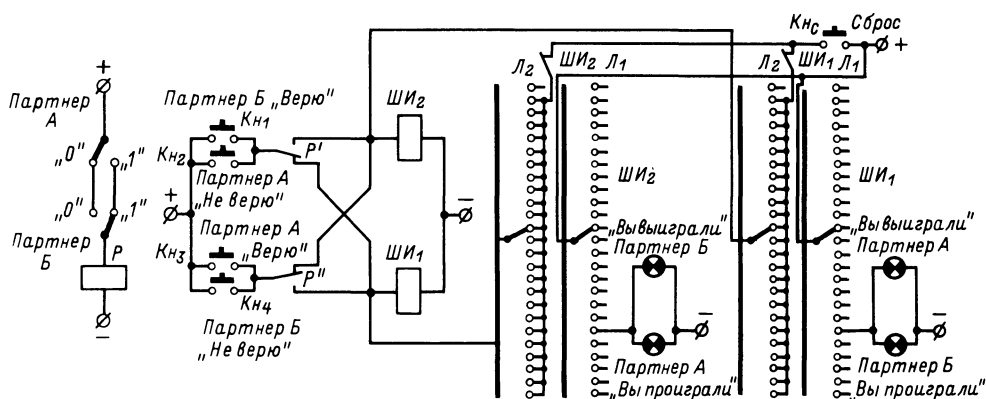 +
Партнер
А
„0"
„1"
„0"
„1"
Партнер
Б
Р
−
Партнер Б „Верю"
Кн1
Кн2
Р'
Партнер А
„Не верю"
+
Партнер А
„Верю"
Кн3
Р"
Кн4
Партнер Б
„Не верю"
ШИ2
ШИ1
−
Л2
ШИ2
Л1
ШИ2
„Вы выиграли"
Партнер Б
−
Партнер А
„Вы проиграли"
Кнс
Сброс
+
Л2
ШИ1
Л1
ШИ1
„Вы выиграли"
Партнер А
−
Партнер Б
„Вы проиграли"